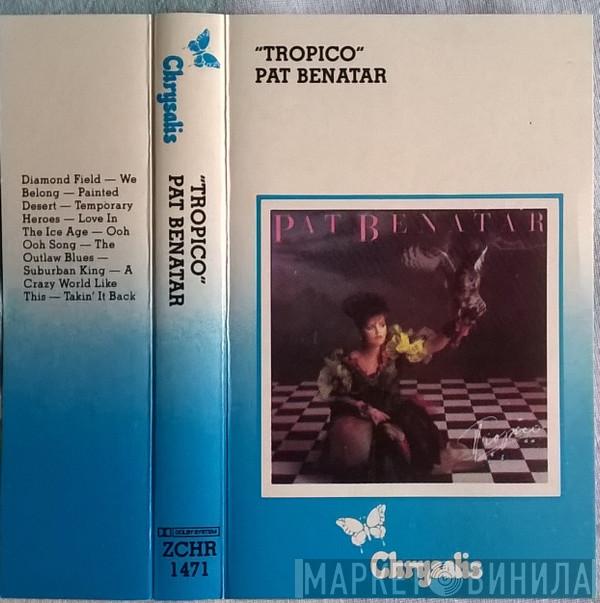 Diamond Field — We
Belong — Painted
Desert — Temporary
Heroes — Love In
The Ice Age — Ooh
Ooh Song — The
Outlaw Blues —
Suburban King — A
Crazy World Like
This — Takin' It Back
Chrysalis
"TROPICO"
PAT BENATAR
DOLBY SYSTEM
ZCHR
1471
"TROPICO"
PAT BENATAR
PAT BENATAR
Tropico
Chrysalis
МАРКЕТ ВИНИЛА